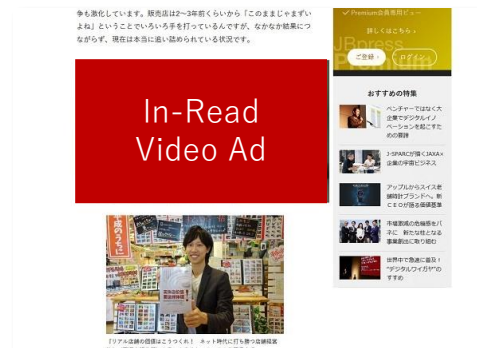 争も激化しています。販売店は2~3年前くらいから「このままじゃまずい
よね」ということでいろいろ手を打っているんですが、なかなか結果につ
ながらず、現在は本当に追い詰められている状況です。
In-Read
Video Ad
平成のうちに
「リアル店舗の価値はこうつくれ! ネット時代に打ち勝つ店舗経営
Premium会員専用ビュー
詳しくはこちら ›
JBpress
Premium
ご登録 ›
ログイン ›
おすすめの特集
ベンチャーではなく大
企業でデジタルイノ
ベーションを起こすた
めの要諦
J-SPARCが描くJAXA×
企業の宇宙ビジネス
アップルからスイス老
舗時計ブランドへ。新
CEOが語る価値基準
市場激減の危機感をバ
ネに 新たな柱となる
事業創出に取り組む
世界中で急速に普及!
“デジタルワイガヤ”の
すすめ